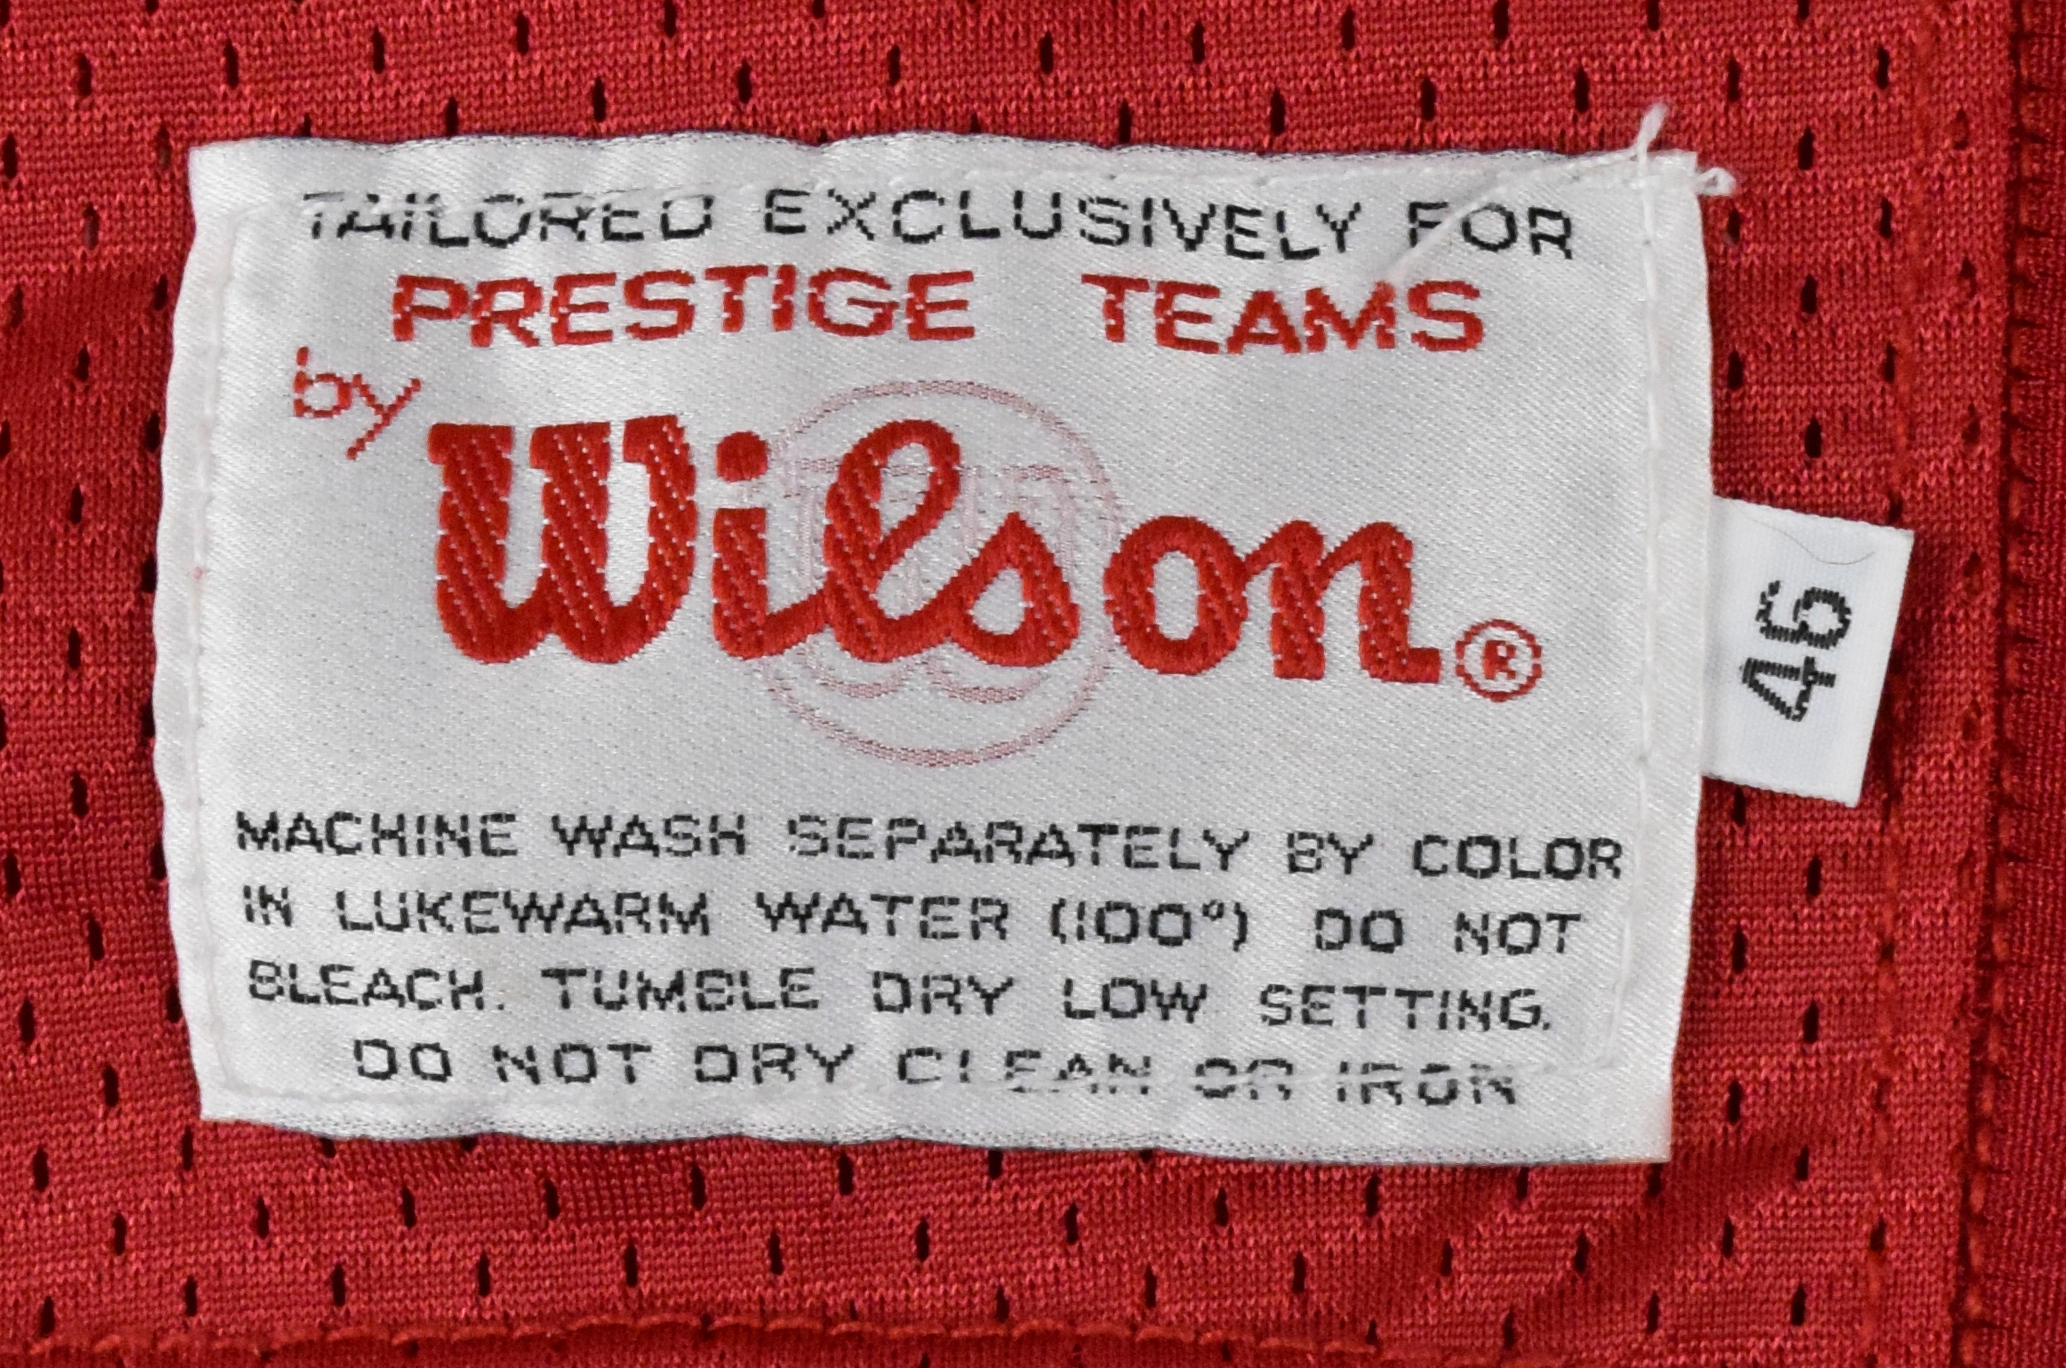 TAILORED EXCLUSIVELY FOR
PRESTIGE TEAMS
by
Wilson®
46
MACHINE WASH SEPARATELY BY COLOR
IN LUKEWARM WATER (100°) DO NOT
BLEACH. TUMBLE DRY LOW SETTING.
DO NOT DRY CLEAN OR IRON